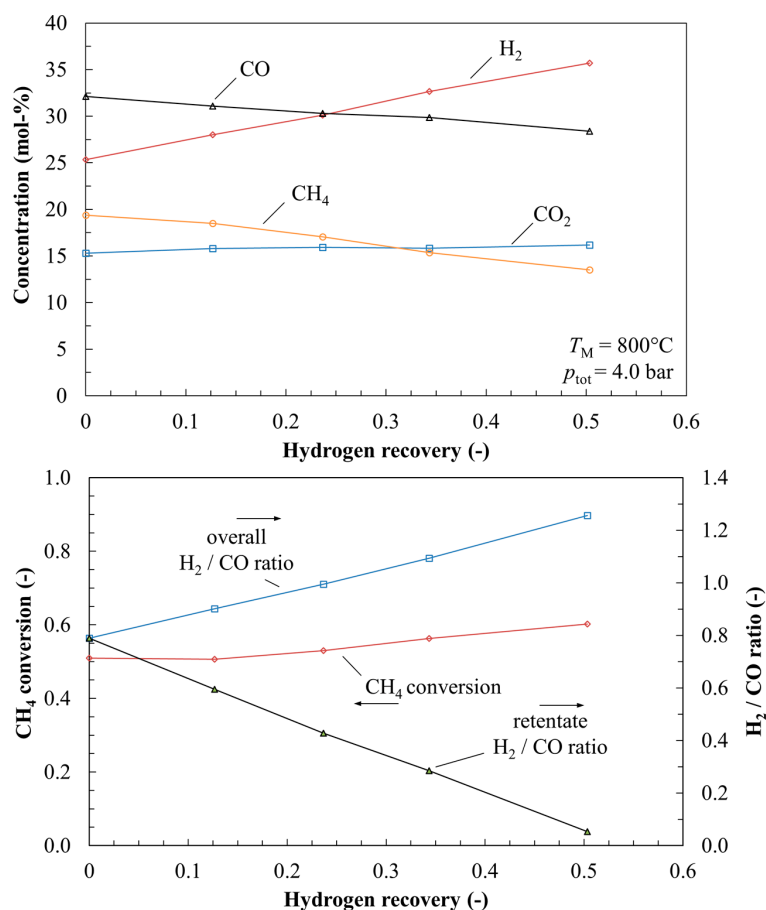 40
35
30
25
20
15
10
5
0
Concentration (mol-%)
CO
H2
CH4
CO2
TM = 800°C
ptot = 4.0 bar
0 0.1 0.2 0.3 0.4 0.5 0.6
Hydrogen recovery (-)
1.0
0.8
0.6
0.4
0.2
0.0
CH4 conversion (-)
overall
H2 / CO ratio
CH4 conversion
retentate
H2 / CO ratio
1.4
1.2
1.0
0.8
0.6
0.4
0.2
0.0
H2 / CO ratio (-)
0 0.1 0.2 0.3 0.4 0.5 0.6
Hydrogen recovery (-)